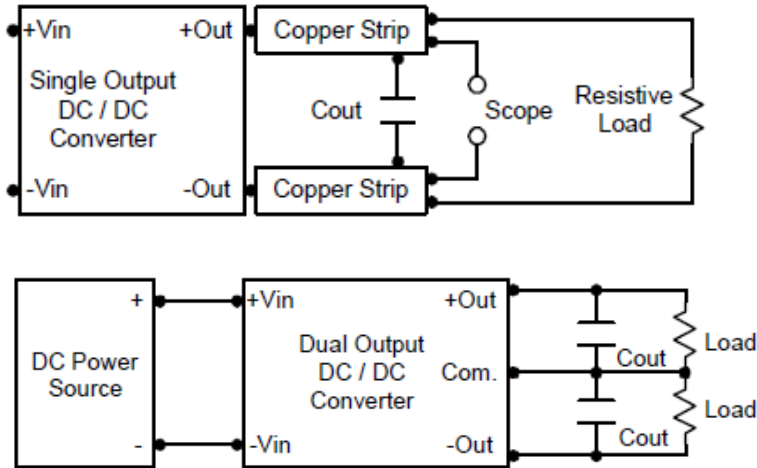 +Vin
+Out
Copper Strip
Single Output
DC / DC
Converter
Cout
Scope
Resistive
Load
-Vin
-Out
Copper Strip
+
+Vin
+Out
DC Power
Source
Dual Output
DC / DC
Converter
Com.
Cout
Load
Load
-
-Vin
-Out
Cout